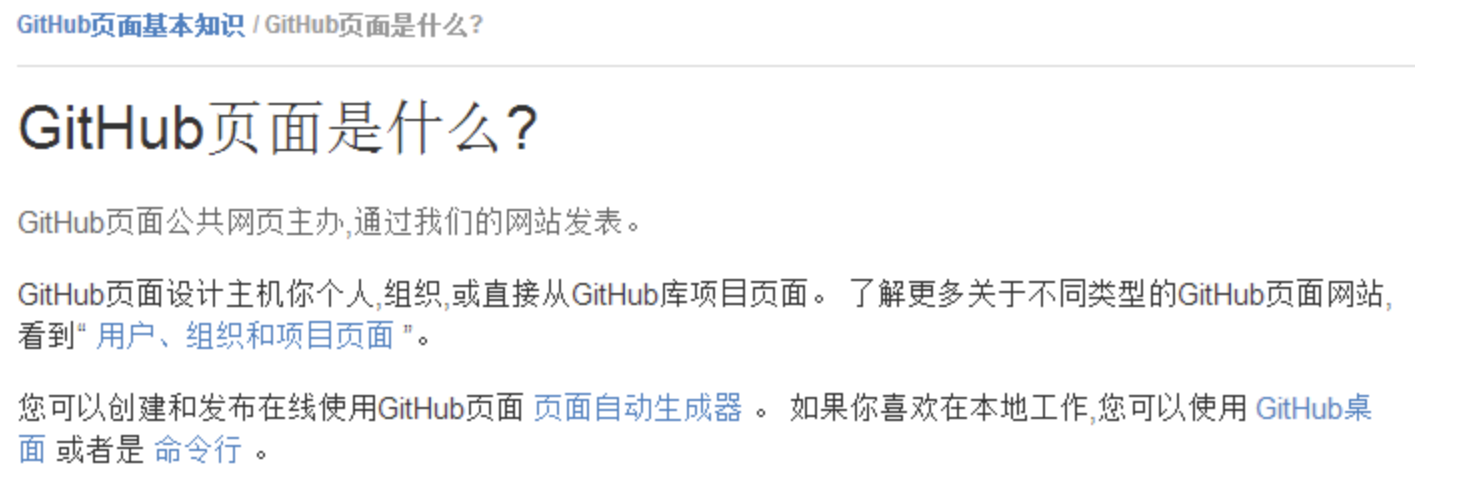 GitHub页面基本知识 / GitHub页面是什么?
GitHub页面是什么?
GitHub页面公共网页主办,通过我们的网站发表。
GitHub页面设计主机你个人,组织,或直接从GitHub库项目页面。 了解更多关于不同类型的GitHub页面网站,
看到“ 用户、组织和项目页面 ”。
您可以创建和发布在线使用GitHub页面 页面自动生成器 。 如果你喜欢在本地工作,您可以使用 GitHub桌
面 或者是 命令行 。